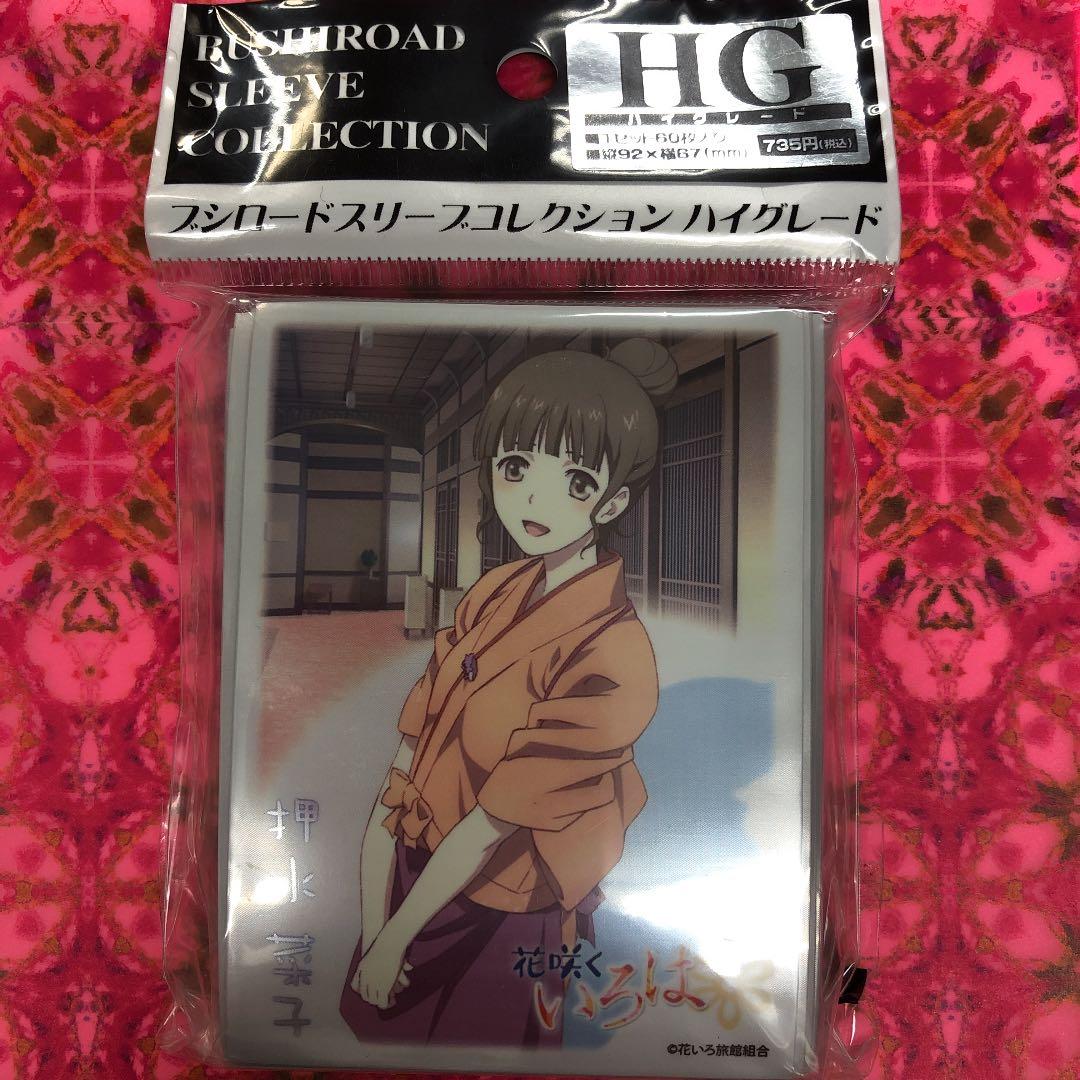 BUSHIROAD
SLEEVE
COLLECTION
HG
ハイグレード
■1セット60枚入り
■縦92×横67(mm)
735円(税込)
ブシロードスリーブコレクション ハイグレード
押水菜子
花咲く
いろは
©花いろ旅館組合